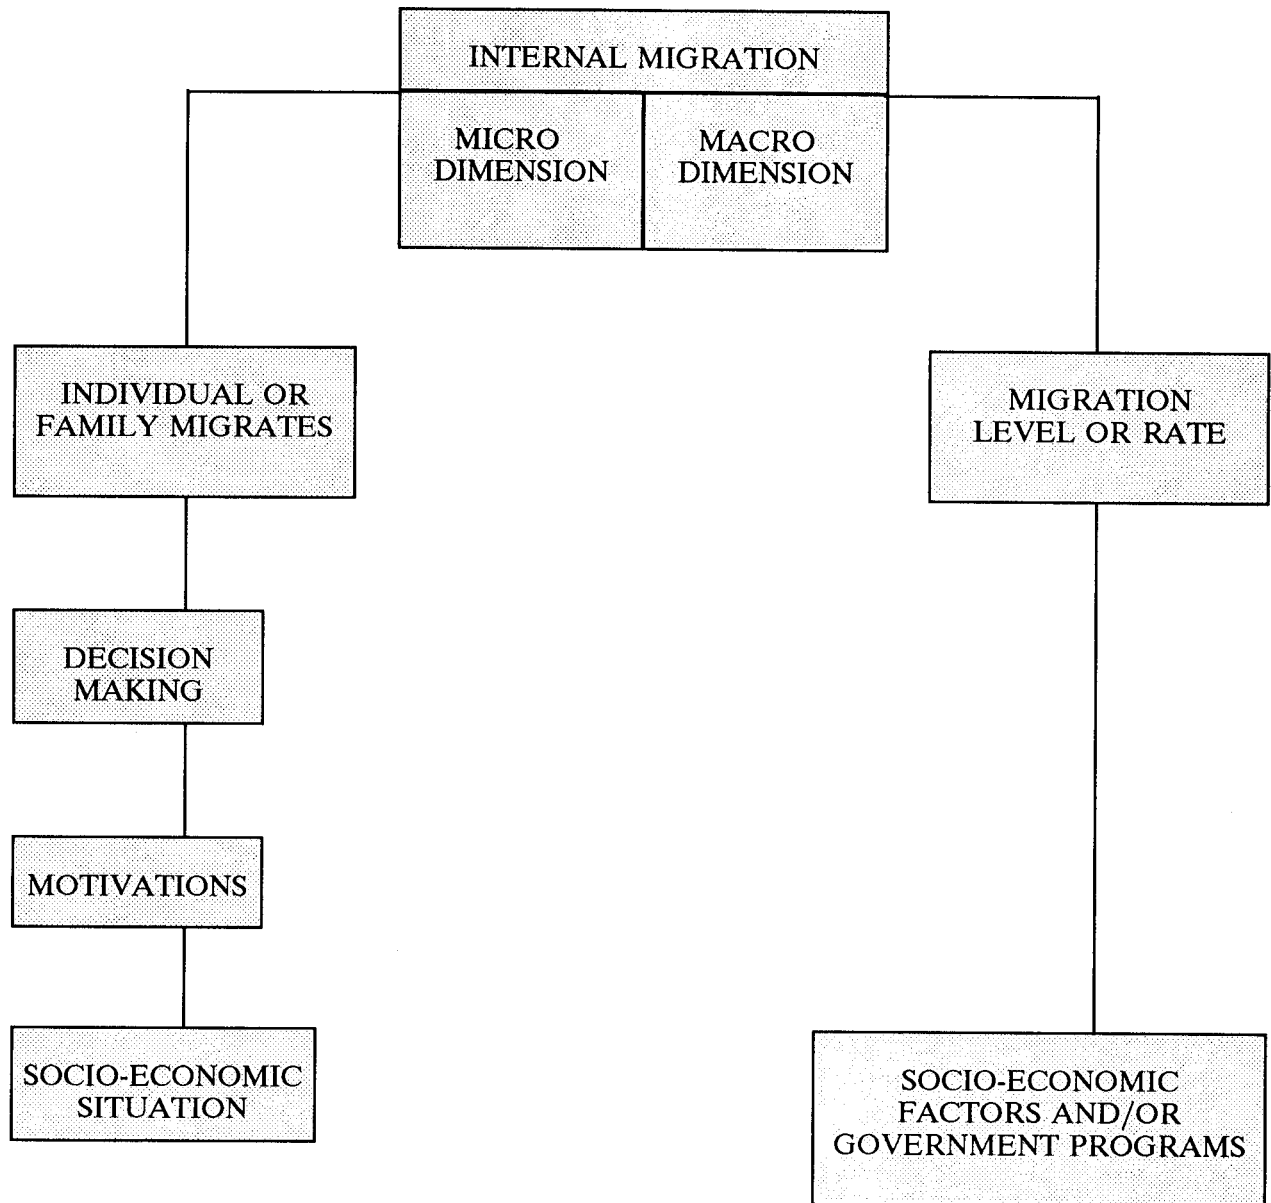 INTERNAL MIGRATION
MICRO
DIMENSION
MACRO
DIMENSION
INDIVIDUAL OR
FAMILY MIGRATES
MIGRATION
LEVEL OR RATE
DECISION
MAKING
MOTIVATIONS
SOCIO-ECONOMIC
SITUATION
SOCIO-ECONOMIC
FACTORS AND/OR
GOVERNMENT PROGRAMS